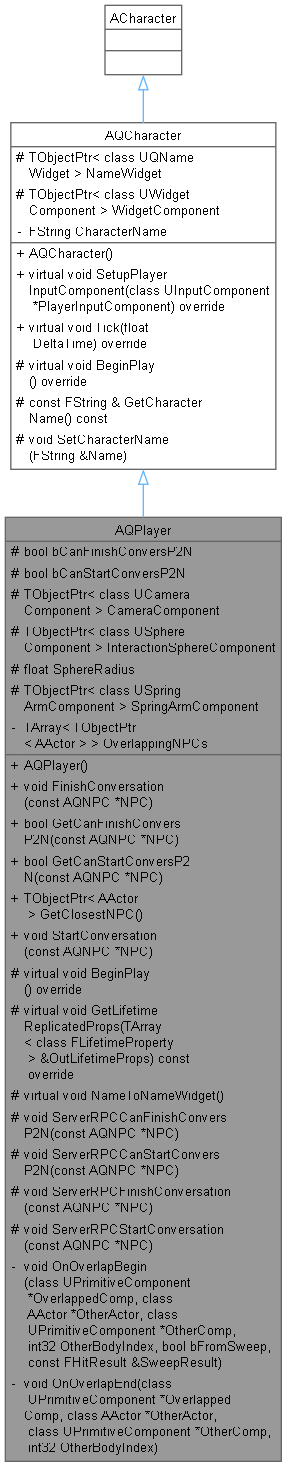 ACharacter
AQCharacter
# TObjectPtr< class UQName
Widget > NameWidget
# TObjectPtr< class UWidget
Component > WidgetComponent
- FString CharacterName
+ AQCharacter()
+ virtual void SetupPlayer
InputComponent(class UInputComponent
*PlayerInputComponent) override
+ virtual void Tick(float
DeltaTime) override
# virtual void BeginPlay
() override
# const FString & GetCharacter
Name() const
# void SetCharacterName
(FString &Name)
AQPlayer
# bool bCanFinishConversP2N
# bool bCanStartConversP2N
# TObjectPtr< class UCamera
Component > CameraComponent
# TObjectPtr< class USphere
Component > InteractionSphereComponent
# float SphereRadius
# TObjectPtr< class USpring
ArmComponent > SpringArmComponent
- TArray< TObjectPtr
< AActor > > OverlappingNPCs
+ AQPlayer()
+ void FinishConversation
(const AQNPC *NPC)
+ bool GetCanFinishConvers
P2N(const AQNPC *NPC)
+ bool GetCanStartConversP2
N(const AQNPC *NPC)
+ TObjectPtr< AActor
> GetClosestNPC()
+ void StartConversation
(const AQNPC *NPC)
# virtual void BeginPlay
() override
# virtual void GetLifetime
ReplicatedProps(TArray
< class FLifetimeProperty
> &OutLifetimeProps) const
override
# virtual void NameToNameWidget()
# void ServerRPCCanFinishConvers
P2N(const AQNPC *NPC)
# void ServerRPCCanStartConvers
P2N(const AQNPC *NPC)
# void ServerRPCFinishConversation
(const AQNPC *NPC)
# void ServerRPCStartConversation
(const AQNPC *NPC)
- void OnOverlapBegin
(class UPrimitiveComponent
*OverlappedComp, class
AActor *OtherActor, class
UPrimitiveComponent *OtherComp,
int32 OtherBodyIndex, bool bFromSweep,
const FHitResult &SweepResult)
- void OnOverlapEnd(class
UPrimitiveComponent *Overlapped
Comp, class AActor *OtherActor,
class UPrimitiveComponent *OtherComp,
int32 OtherBodyIndex)